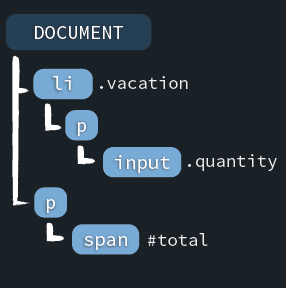 DOCUMENT
li .vacation
p
input .quantity
p
span #total